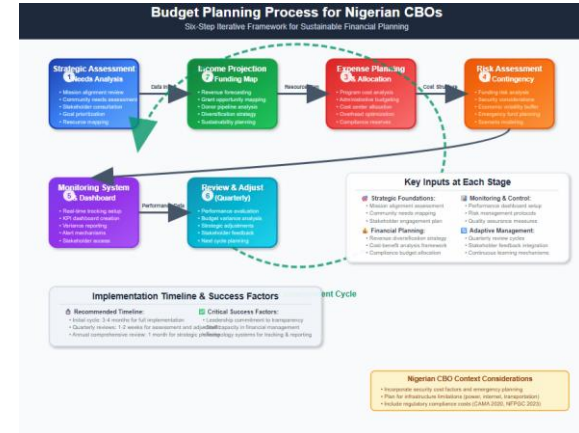 Budget Planning Process for Nigerian CBOs
Six-Step Iterative Framework for Sustainable Financial Planning
Strategic Assessment
1
Needs Analysis
• Mission alignment review
• Community needs assessment
• Stakeholder consultation
• Goal prioritization
• Resource mapping
Data Input
Income Projection
2
Funding Map
• Revenue forecasting
• Grant opportunity mapping
• Donor pipeline analysis
• Diversification strategy
• Sustainability planning
Resource
Expense Planning
3
& Allocation
• Program cost analysis
• Administrative budgeting
• Cost center allocation
• Overhead optimization
• Compliance reserves
Cost Structure
Risk Assessment
4
Contingency
• Funding risk analysis
• Security considerations
• Economic volatility buffer
• Emergency fund planning
• Scenario modeling
Monitoring System
5
& Dashboard
• Real-time tracking setup
• KPI dashboard creation
• Variance reporting
• Alert mechanisms
• Stakeholder access
Performance Data
Review & Adjust
6
(Quarterly)
• Performance evaluation
• Budget variance analysis
• Strategic adjustments
• Stakeholder feedback
• Next cycle planning
Key Inputs at Each Stage
Strategic Foundations:
• Mission alignment assessment
• Community needs mapping
• Stakeholder engagement plan
Financial Planning:
• Revenue diversification strategy
• Cost-benefit analysis framework
• Compliance budget allocation
Monitoring & Control:
• Performance dashboard setup
• Risk management protocols
• Quality assurance measures
Adaptive Management:
• Quarterly review cycles
• Stakeholder feedback integration
• Continuous learning mechanisms
Cycle
Implementation Timeline & Success Factors
Recommended Timeline:
• Initial cycle: 3-4 months for full implementation
• Quarterly reviews: 1-2 weeks for assessment and
• Annual comprehensive review: 1 month for strategic
Critical Success Factors:
• Leadership commitment to transparency
capacity in financial management
systems for tracking & reporting
Nigerian CBO Context Considerations
• Incorporate security cost factors and emergency planning
• Plan for infrastructure limitations (power, internet, transportation)
• Include regulatory compliance costs (CAMA 2020, NFPSC 2023)